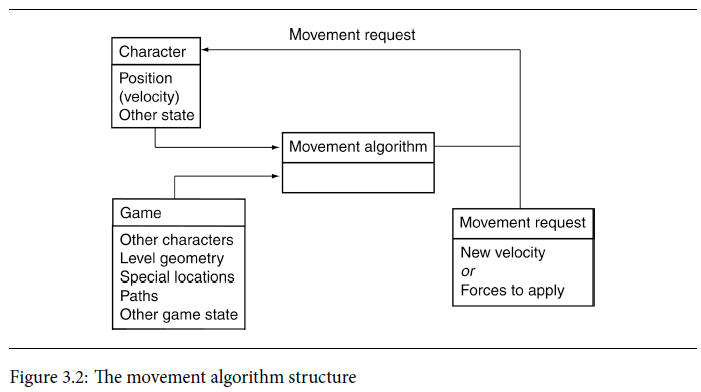 Movement request
Character
Position
(velocity)
Other state
Movement algorithm
Game
Other characters
Level geometry
Special locations
Paths
Other game state
Movement request
New velocity
or
Forces to apply
Figure 3.2: The movement algorithm structure